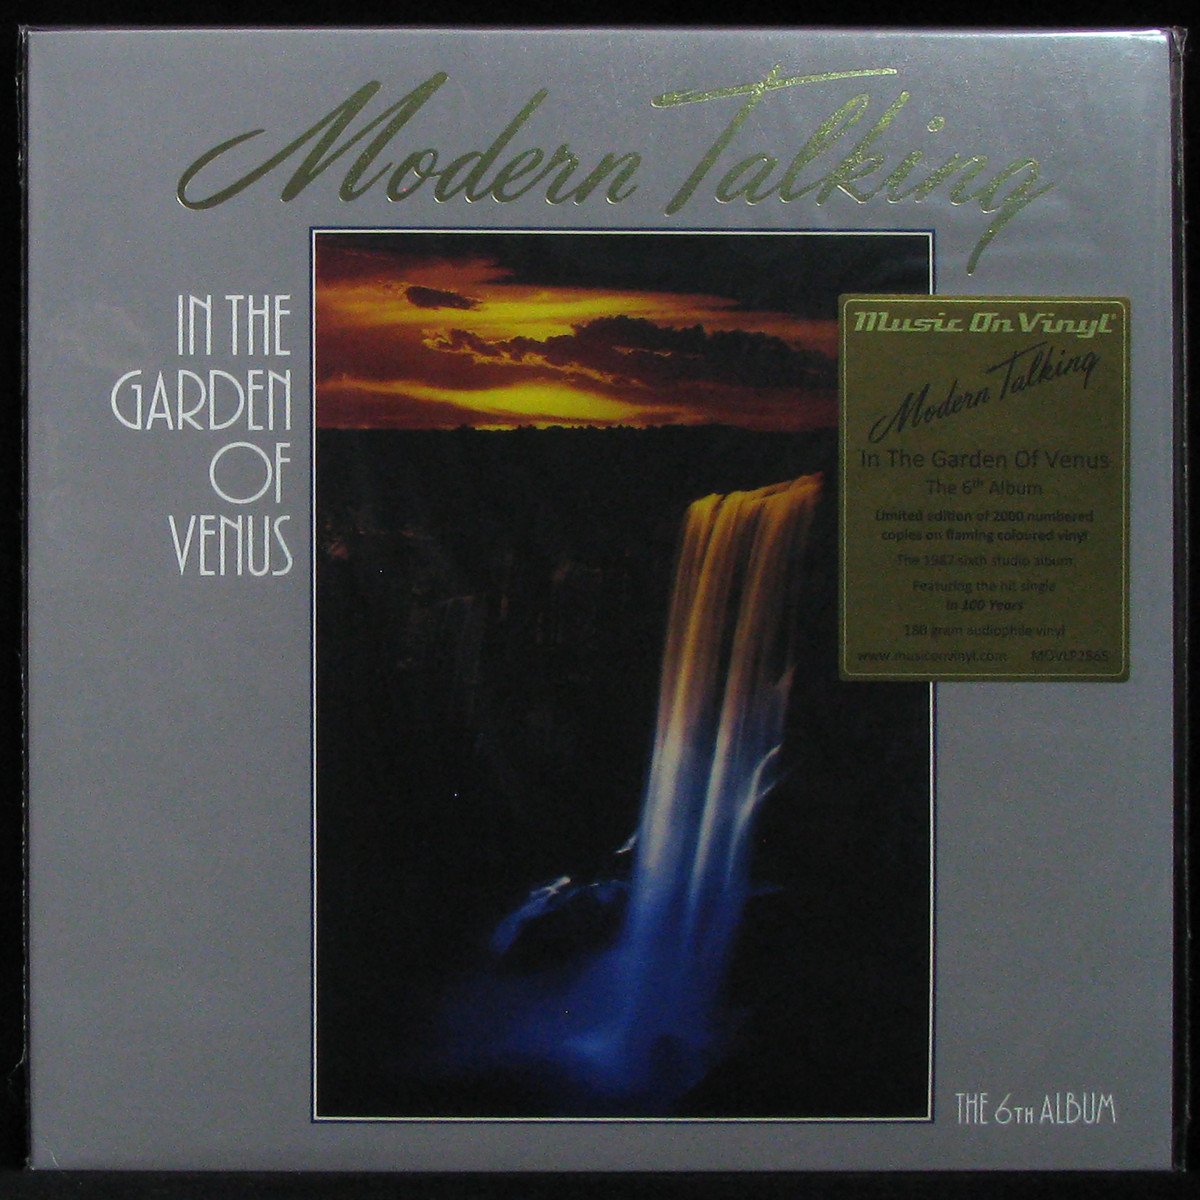 Modern Talking
IN THE
GARDEN
OF
VENUS
Music On Vinyl®
Modern Talking
In The Garden Of Venus
The 6th Album
Limited edition of 2000 numbered
copies on flaming coloured vinyl
The 1987 sixth studio album
Featuring the hit single
In 100 Years
180 gram audiophile vinyl
www.musiconvinyl.com MOVLP2865
THE 6TH ALBUM